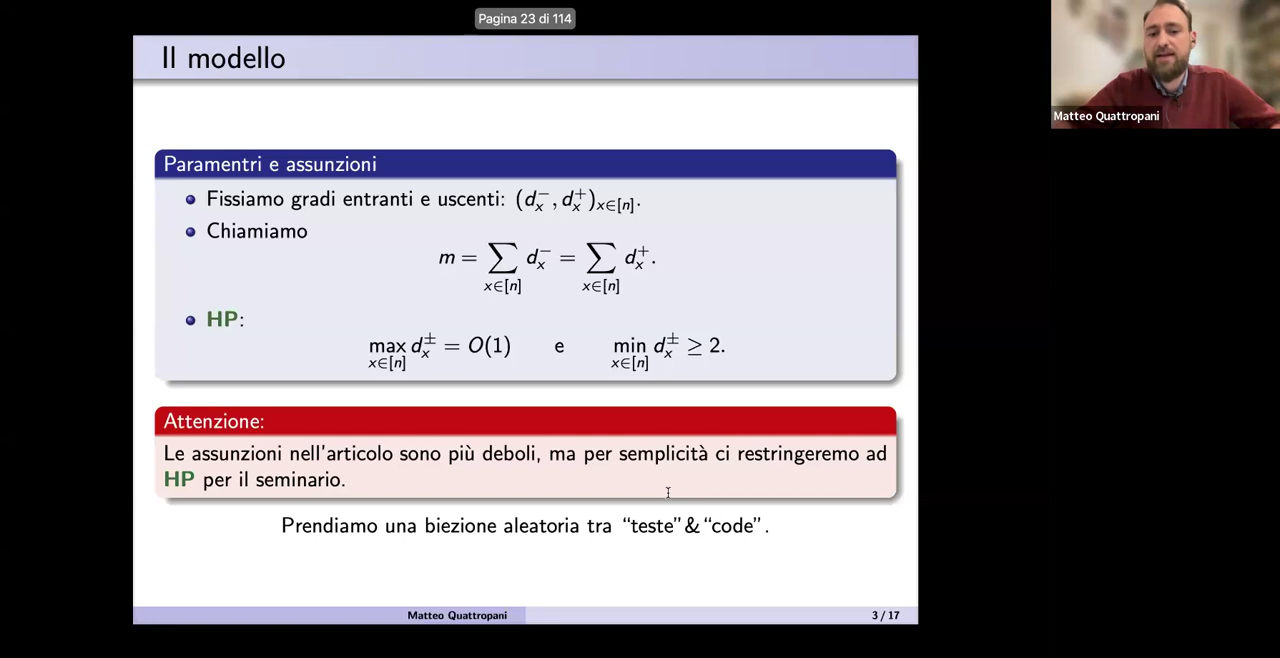 Pagina 23 di 114
Il modello
Matteo Quattropani
Paramentri e assunzioni
Fissiamo gradi entranti e uscenti: (d_x^-, d_x^+)_{x∈[n]}.
Chiamiamo
m = ∑_{x∈[n]} d_x^- = ∑_{x∈[n]} d_x^+.
HP:
max_{x∈[n]} d_x^± = O(1) e min_{x∈[n]} d_x^± ≥ 2.
Attenzione:
Le assunzioni nell'articolo sono più deboli, ma per semplicità ci restringeremo ad
HP per il seminario.
Prendiamo una biezione aleatoria tra “teste”&“code”.
Matteo Quattropani 3 / 17